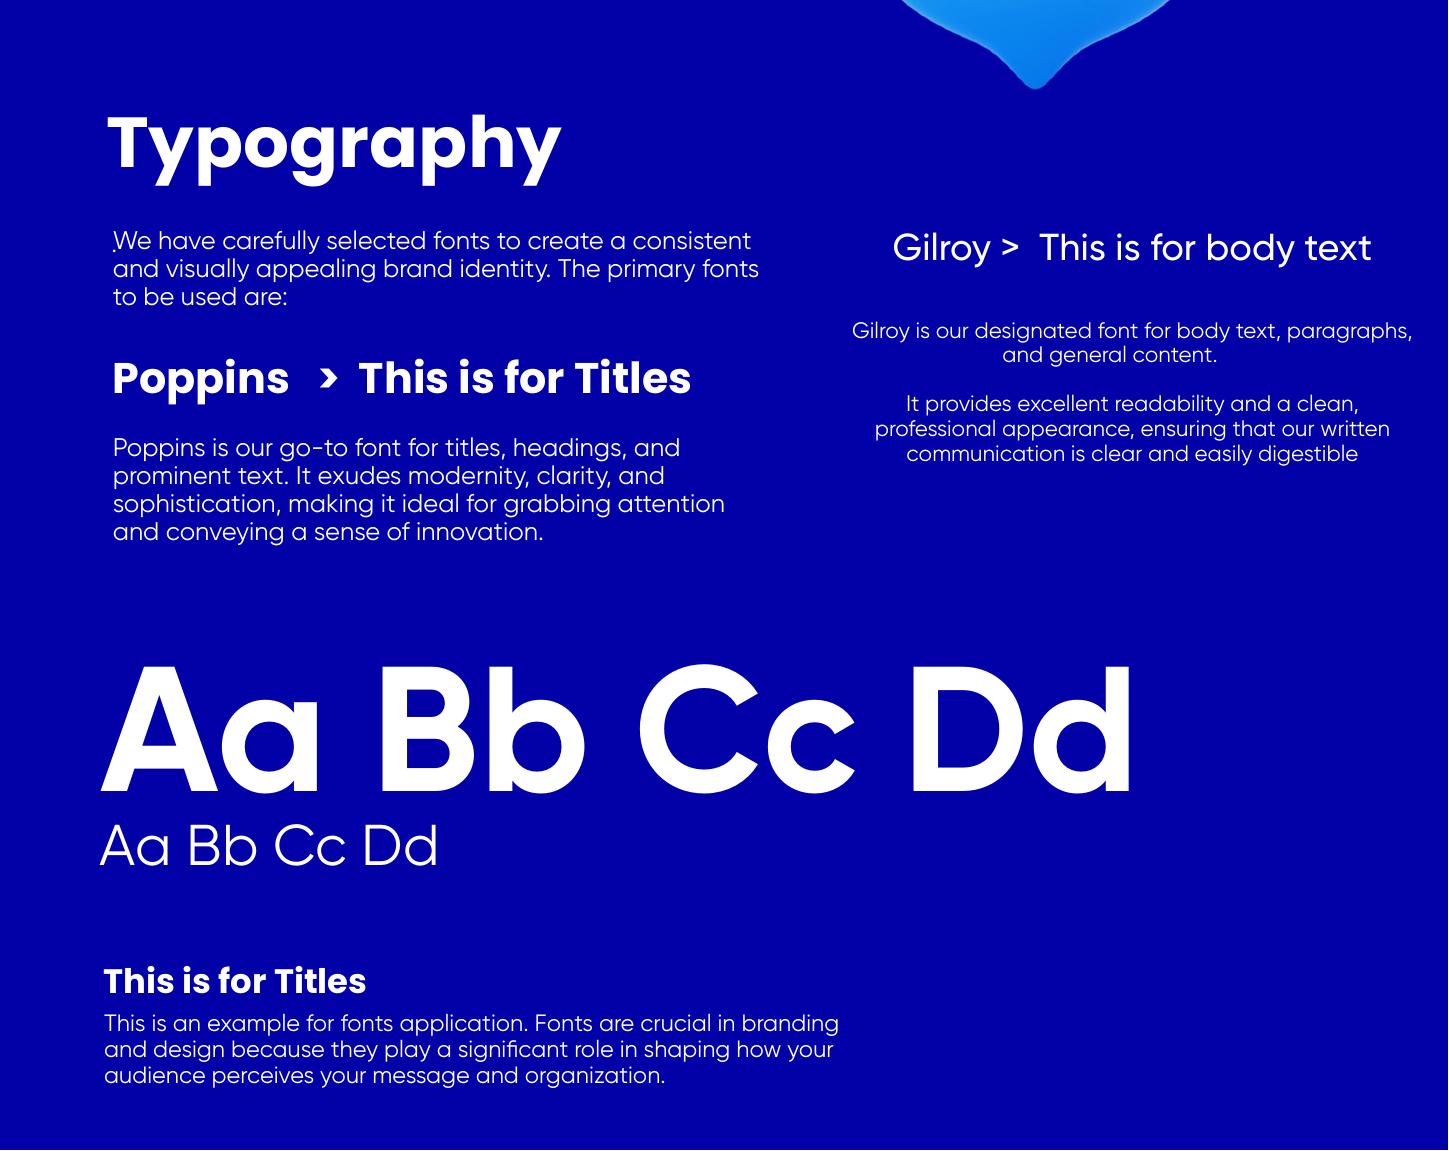 Typography
.We have carefully selected fonts to create a consistent
and visually appealing brand identity. The primary fonts
to be used are:
Poppins > This is for Titles
Poppins is our go-to font for titles, headings, and
prominent text. It exudes modernity, clarity, and
sophistication, making it ideal for grabbing attention
and conveying a sense of innovation.
Gilroy > This is for body text
Gilroy is our designated font for body text, paragraphs,
and general content.
It provides excellent readability and a clean,
professional appearance, ensuring that our written
communication is clear and easily digestible
Aa Bb Cc Dd
Aa Bb Cc Dd
This is for Titles
This is an example for fonts application. Fonts are crucial in branding
and design because they play a significant role in shaping how your
audience perceives your message and organization.